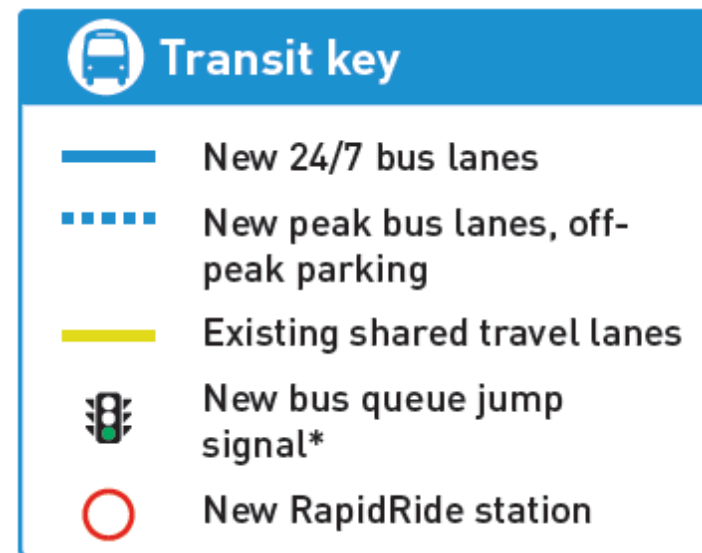 Transit key
New 24/7 bus lanes
New peak bus lanes, off-
peak parking
Existing shared travel lanes
New bus queue jump
signal*
New RapidRide station